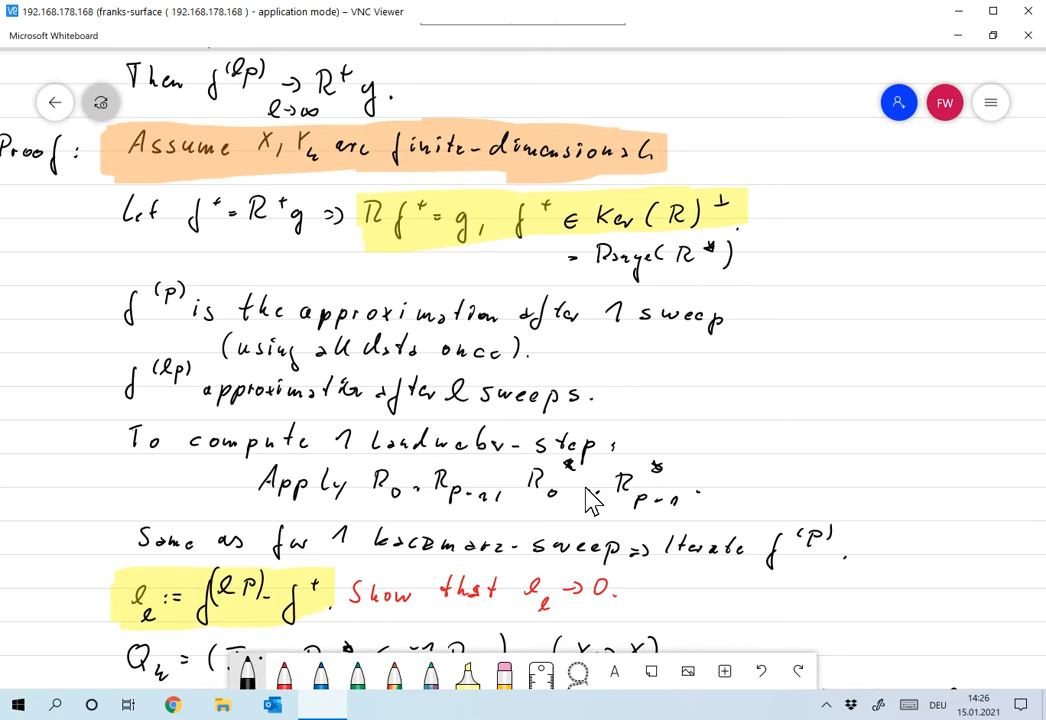 192.168.178.168 (franks-surface ( 192.168.178.168 ) - application mode) – VNC Viewer
Microsoft Whiteboard
Then f^(lp) → R^+ g.
l→∞
Proof: Assume X, Y_k are finite-dimensional
Let f^+ = R^+ g ⇒ R f^+ = g, f^+ ∈ Ker(R)^⊥.
= Range(R*)
f^(p) is the approximation after 1 sweep
(using all data once).
f^(lp) approximation after l sweeps.
To compute 1 Landweber-step:
Apply R_0 .. R_p-1, R_0* .. R_p-1*.
Same as for 1 Kaczmarz-sweep ⇒ Iterate f^(p).
e_l := f^(lp) - f^+. Show that e_l → 0.
Q_k = (I
(X → X)
FW
A
DEU
14:26
15.01.2021